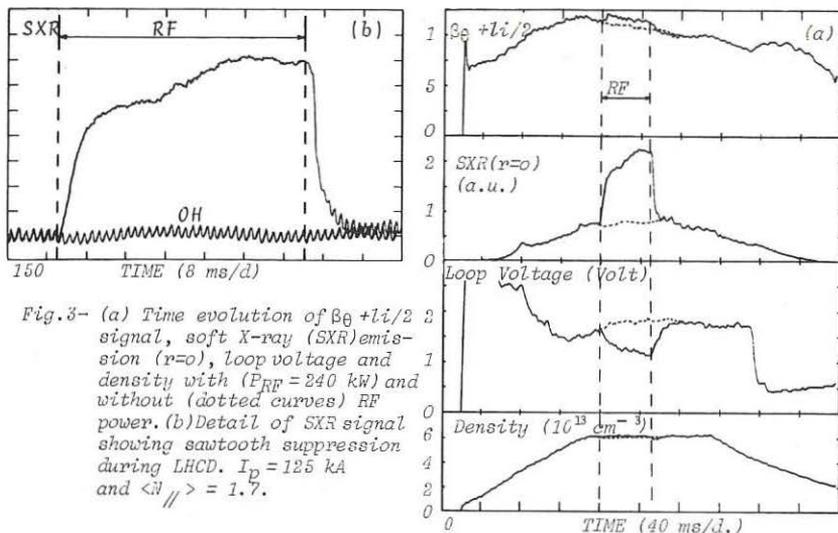 SXR
RF
(b)
OH
150
TIME (8 ms/d)
Fig.3- (a) Time evolution of βθ +li/2
signal, soft X-ray (SXR)emis-
sion (r=o), loop voltage and
density with (P_RF = 240 kW) and
without (dotted curves) RF
power.(b)Detail of SXR signal
showing sawtooth suppression
during LHCD. I_p = 125 kA
and <N_//> = 1.7.
βθ +li/2
(a)
1
5
0
RF
SXR(r=o)
(a.u.)
2
1
0
Loop Voltage (Volt)
2
1
0
Density (10^13 cm^-3)
6
4
2
0
0
TIME (40 ms/d.)